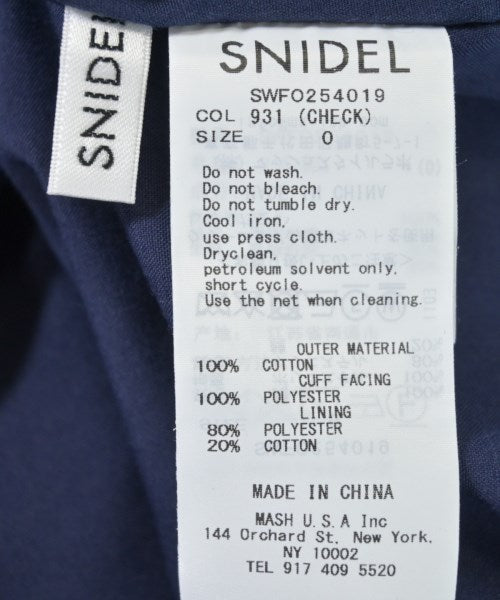 SNIDEL
SNIDEL
SWFO254019
COL 931 (CHECK)
SIZE 0
Do not wash.
Do not bleach.
Do not tumble dry.
Cool iron,
use press cloth.
Dryclean,
petroleum solvent only.
short cycle.
Use the net when cleaning.
OUTER MATERIAL
100% COTTON
CUFF FACING
100% POLYESTER
LINING
80% POLYESTER
20% COTTON
MADE IN CHINA
MASH U.S.A Inc
144 Orchard St. New York.
NY 10002
TEL 917 409 5520